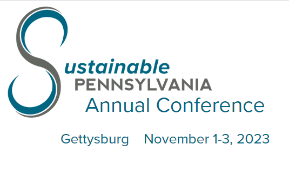 Sustainable
PENNSYLVANIA
Annual Conference
Gettysburg November 1-3, 2023